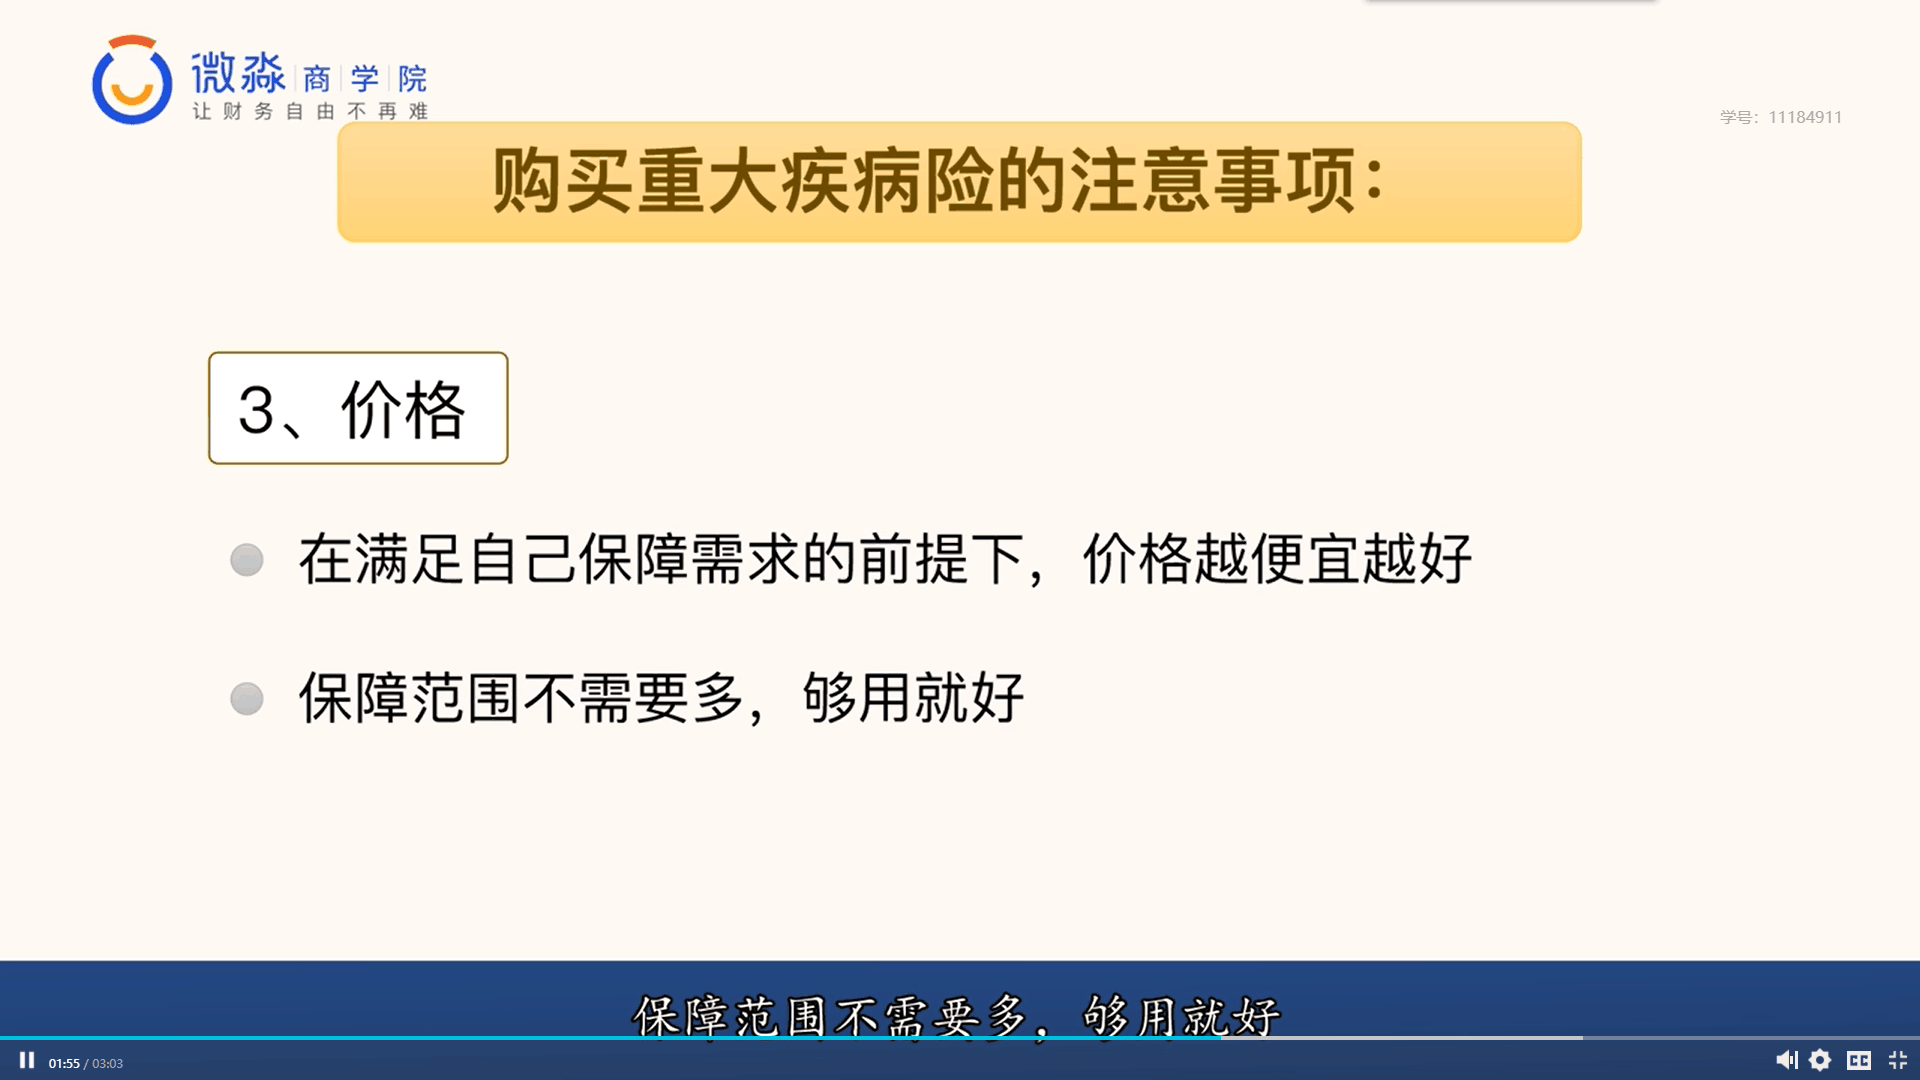 微淼商学院
让财务自由不再难
学号：11184911
购买重大疾病险的注意事项：
3、价格
在满足自己保障需求的前提下，价格越便宜越好
保障范围不需要多，够用就好
保障范围不需要多，够用就好
01:55 / 03:03
CC